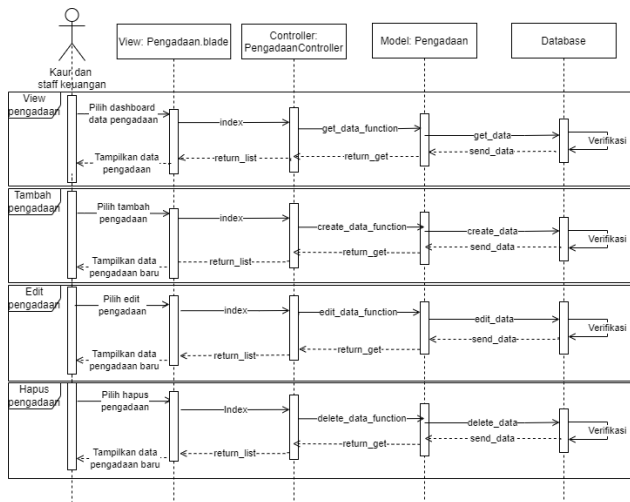 Kaur dan
staff keuangan
View: Pengadaan.blade
Controller:
PengadaanController
Model: Pengadaan
Database
View
pengadaan
Pilih dashboard
data pengadaan
index
get_data_function
get_data
Verifikasi
send_data
return_get
return_list
Tampilkan data
pengadaan
Tambah
pengadaan
Pilih tambah
pengadaan
index
create_data_function
create_data
Verifikasi
send_data
return_get
return_list
Tampilkan data
pengadaan baru
Edit
pengadaan
Pilih edit
pengadaan
index
edit_data_function
edit_data
Verifikasi
send_data
return_get
return_list
Tampilkan data
pengadaan baru
Hapus
pengadaan
Pilih hapus
pengadaan
Index
delete_data_function
delete_data
Verifikasi
send_data
return_get
return_list
Tampilkan data
pengadaan baru